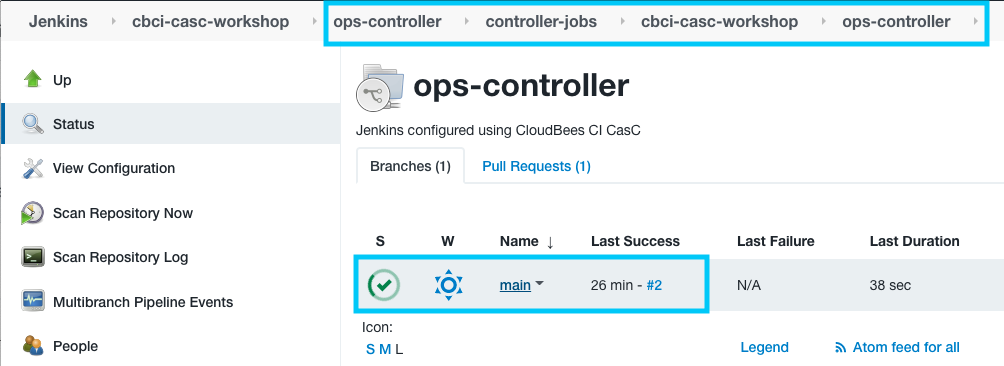 Jenkins cbci-casc-workshop ops-controller controller-jobs cbci-casc-workshop ops-controller
Up
Status
View Configuration
Scan Repository Now
Scan Repository Log
Multibranch Pipeline Events
People
ops-controller
Jenkins configured using CloudBees CI CasC
Branches (1) Pull Requests (1)
S W Name ↓ Last Success Last Failure Last Duration
main 26 min - #2 N/A 38 sec
Icon:
S M L
Legend Atom feed for all